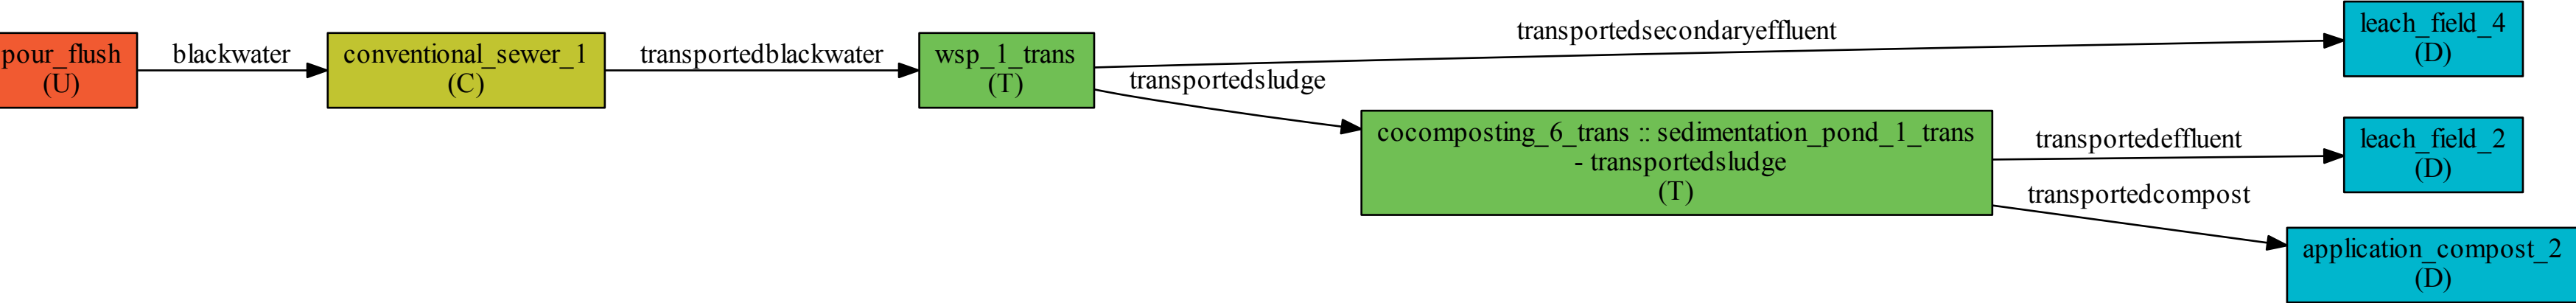 pour_flush
(U)
blackwater
conventional_sewer_1
(C)
transportedblackwater
wsp_1_trans
(T)
transportedsecondaryeffluent
transportedsludge
leach_field_4
(D)
cocomposting_6_trans :: sedimentation_pond_1_trans
- transportedsludge
(T)
transportedeffluent
leach_field_2
(D)
transportedcompost
application_compost_2
(D)